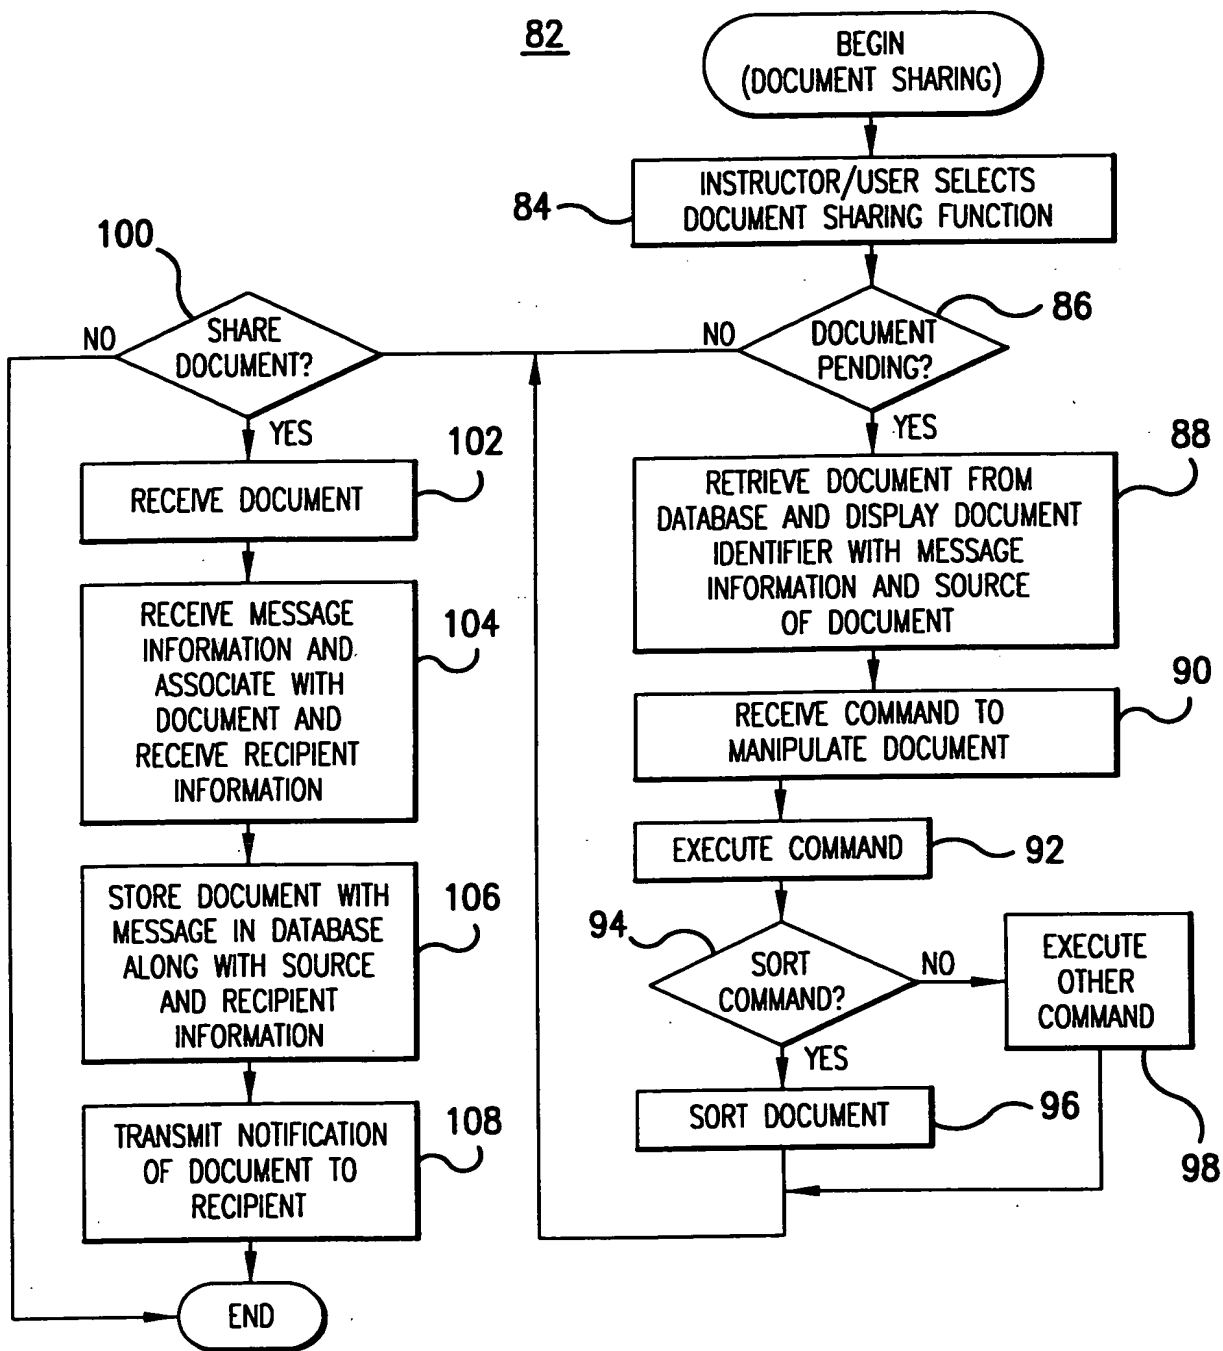 82
BEGIN
(DOCUMENT SHARING)
84
INSTRUCTOR/USER SELECTS
DOCUMENT SHARING FUNCTION
86
DOCUMENT
PENDING?
NO
YES
88
RETRIEVE DOCUMENT FROM
DATABASE AND DISPLAY DOCUMENT
IDENTIFIER WITH MESSAGE
INFORMATION AND SOURCE
OF DOCUMENT
90
RECEIVE COMMAND TO
MANIPULATE DOCUMENT
EXECUTE COMMAND
92
94
SORT
COMMAND?
NO
YES
EXECUTE
OTHER
COMMAND
98
SORT DOCUMENT
96
100
SHARE
DOCUMENT?
NO
YES
102
RECEIVE DOCUMENT
104
RECEIVE MESSAGE
INFORMATION AND
ASSOCIATE WITH
DOCUMENT AND
RECEIVE RECIPIENT
INFORMATION
106
STORE DOCUMENT WITH
MESSAGE IN DATABASE
ALONG WITH SOURCE
AND RECIPIENT
INFORMATION
108
TRANSMIT NOTIFICATION
OF DOCUMENT TO
RECIPIENT
END